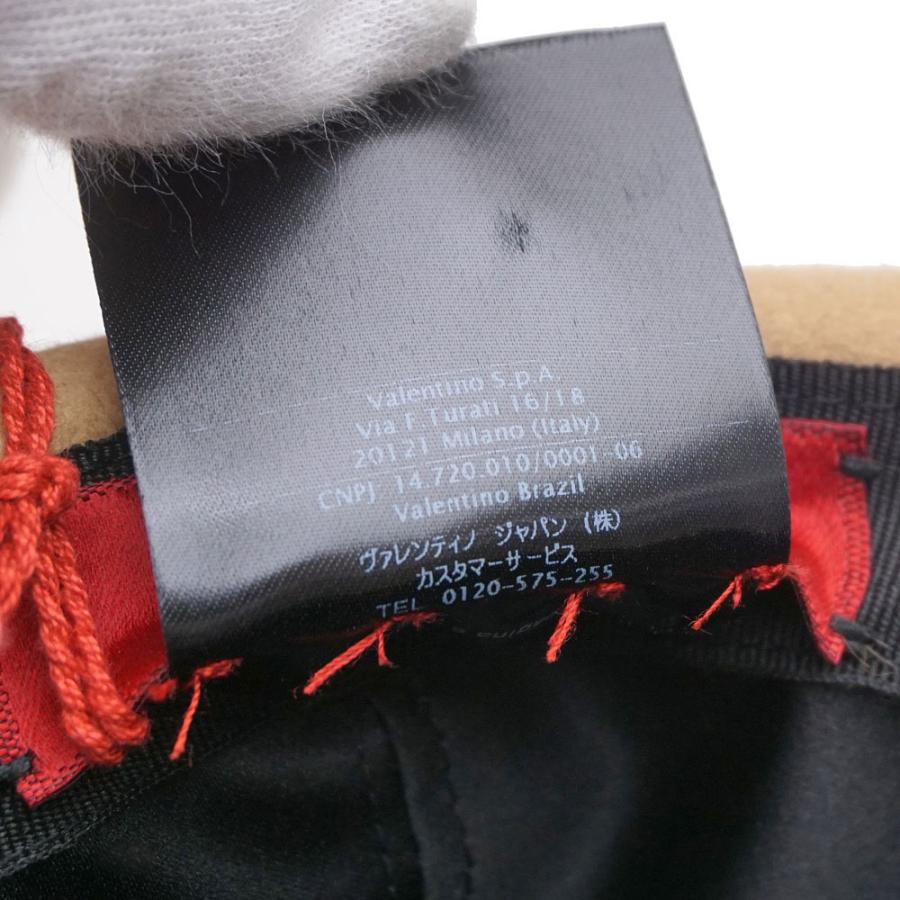 Valentino S.p.A.
Via F. Turati 16/18
20121 Milano (Italy)
CNPJ 14.720.010/0001-06
Valentino Brazil
ヴァレンティノ ジャパン (株)
カスタマーサービス
TEL 0120-575-255